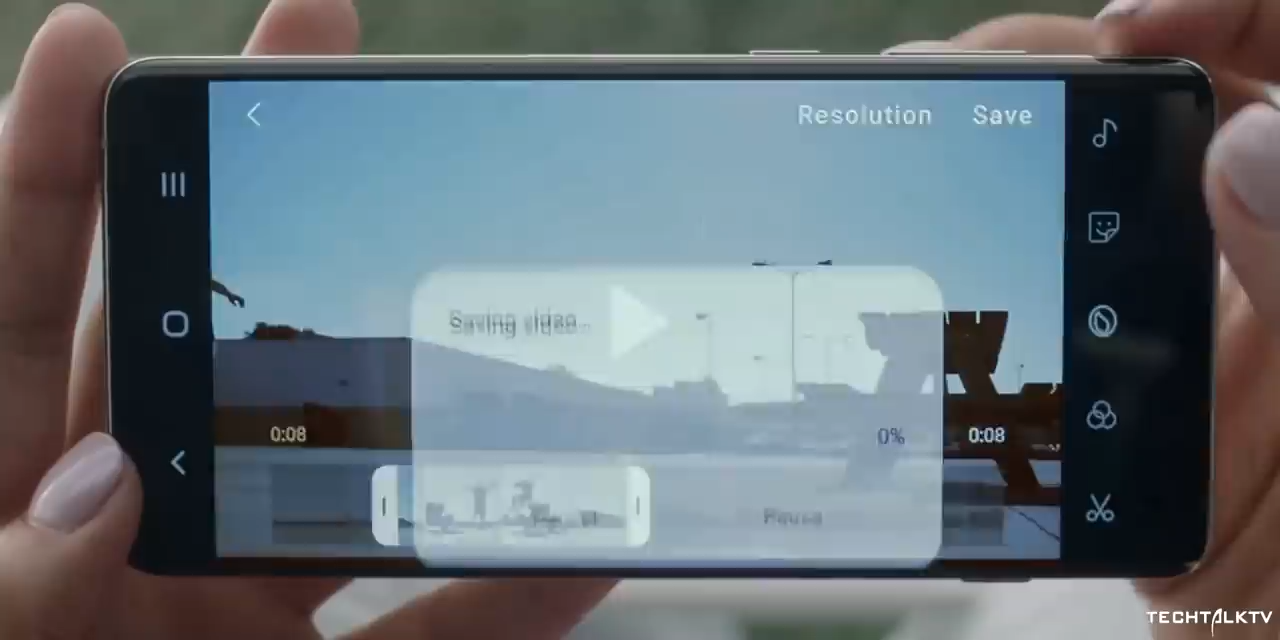 Resolution Save
Saving video...
0:08 0% 0:08
Pause
TECHTALKTV